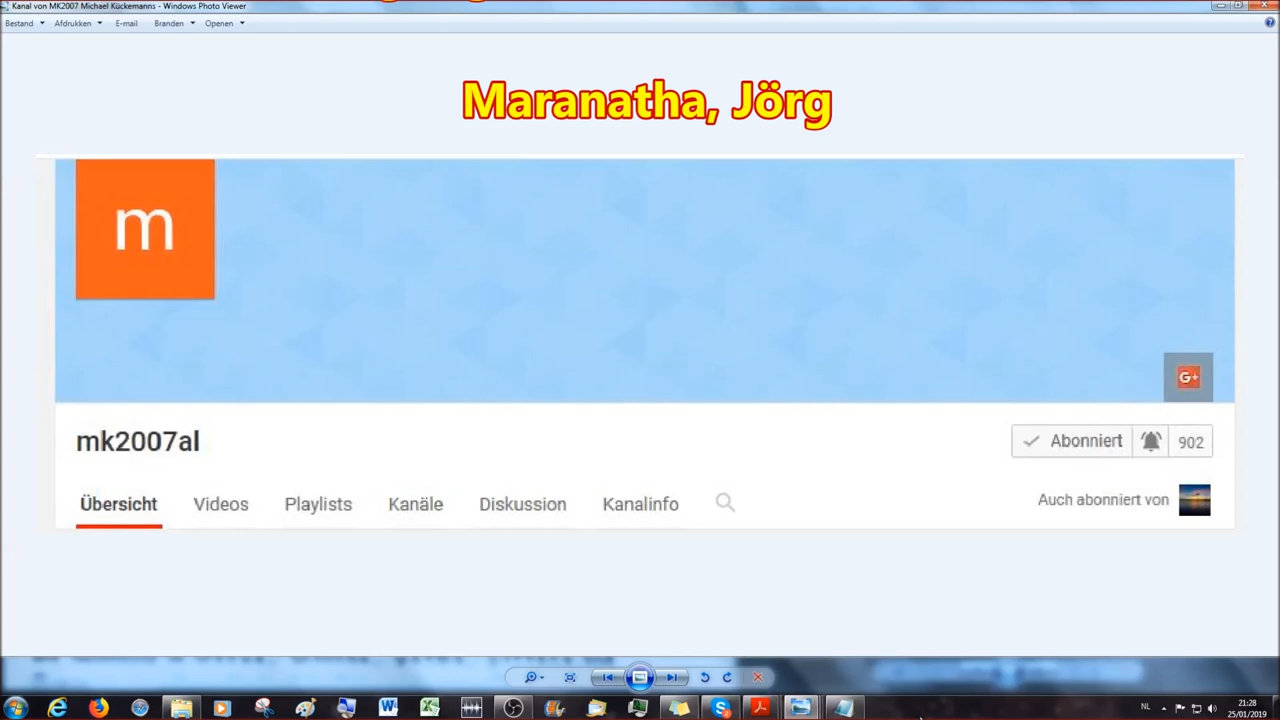 Kanal von MK2007 Michael Kückemanns - Windows Photo Viewer
Bestand Afdrukken E-mail Branden Openen
Maranatha, Jörg
m
G+
mk2007al
Abonniert 902
Übersicht Videos Playlists Kanäle Diskussion Kanalinfo
Auch abonniert von
NL
21:28
25/01/2019